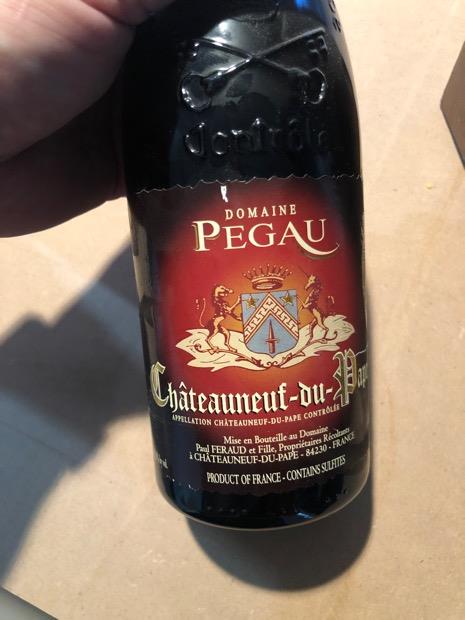 Contrôlé
DOMAINE
PEGAU
Châteauneuf-du-Pape
APPELLATION CHÂTEAUNEUF-DU-PAPE CONTRÔLÉE
Mise en Bouteille au Domaine
Paul FERAUD et Fille, Propriétaires Récoltants
à CHÂTEAUNEUF-DU-PAPE - 84230 - FRANCE
PRODUCT OF FRANCE - CONTAINS SULFITES